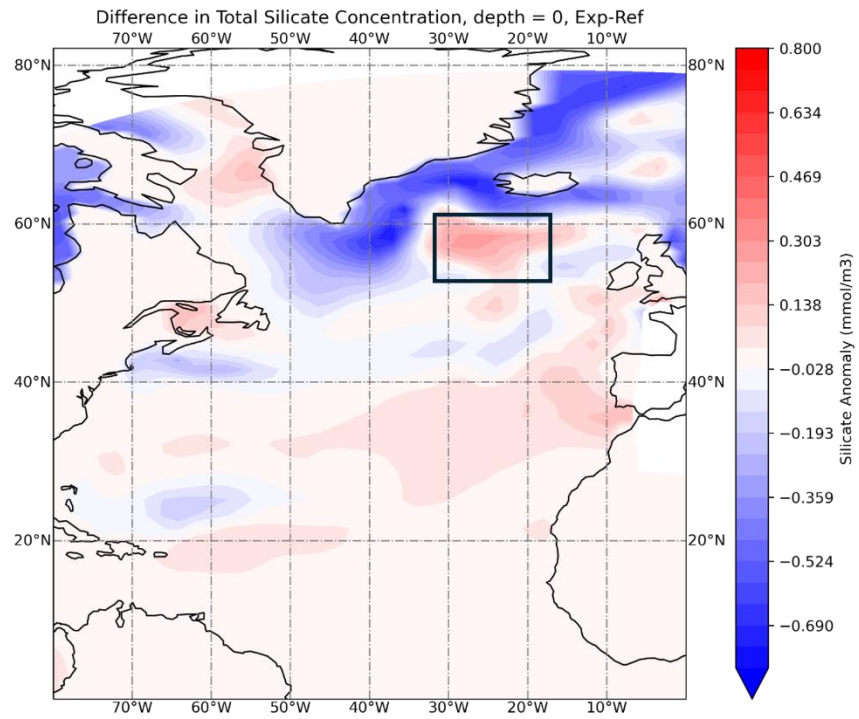 Difference in Total Silicate Concentration, depth = 0, Exp-Ref
70°W 60°W 50°W 40°W 30°W 20°W 10°W
80°N 80°N
60°N 60°N
40°N 40°N
20°N 20°N
70°W 60°W 50°W 40°W 30°W 20°W 10°W
0.800
0.634
0.469
0.303
0.138
−0.028
−0.193
−0.359
−0.524
−0.690
Silicate Anomaly (mmol/m3)